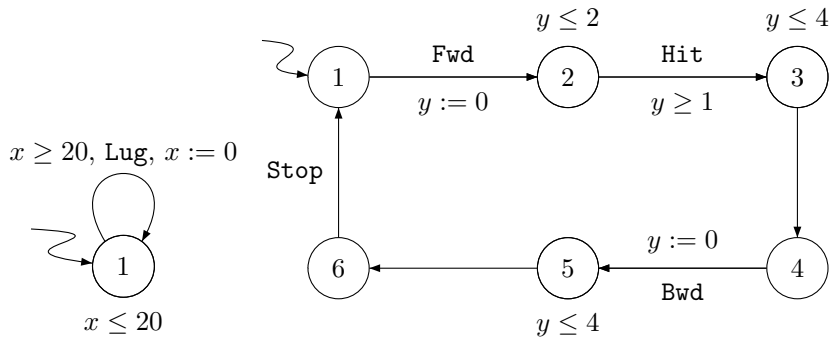 y ≤ 2
y ≤ 4
1
Fwd
y := 0
2
Hit
y ≥ 1
3
x ≥ 20, Lug, x := 0
Stop
1
x ≤ 20
6
5
y ≤ 4
y := 0
Bwd
4